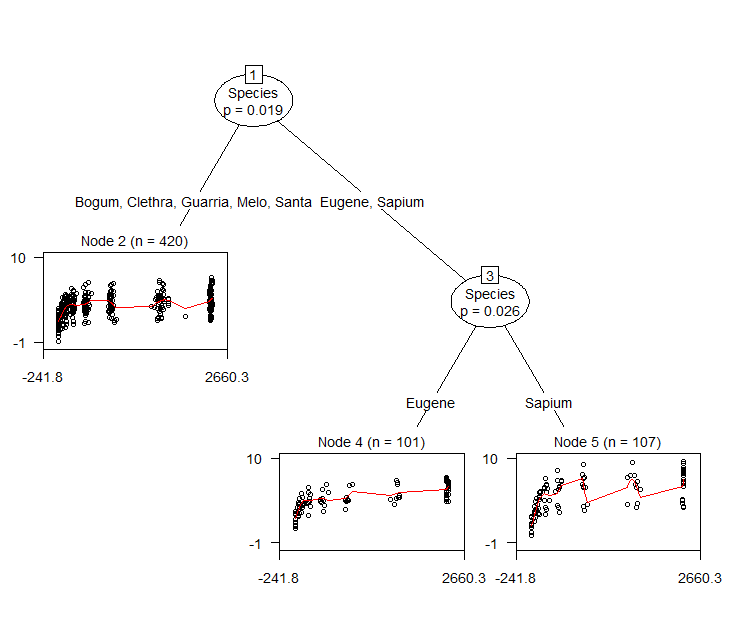 1
Species
p = 0.019
Bogum, Clethra, Guarria, Melo, Santa Eugene, Sapium
Node 2 (n = 420)
10
-1
-241.8 2660.3
3
Species
p = 0.026
Eugene Sapium
Node 4 (n = 101) Node 5 (n = 107)
10 10
-1 -1
-241.8 2660.3 -241.8 2660.3